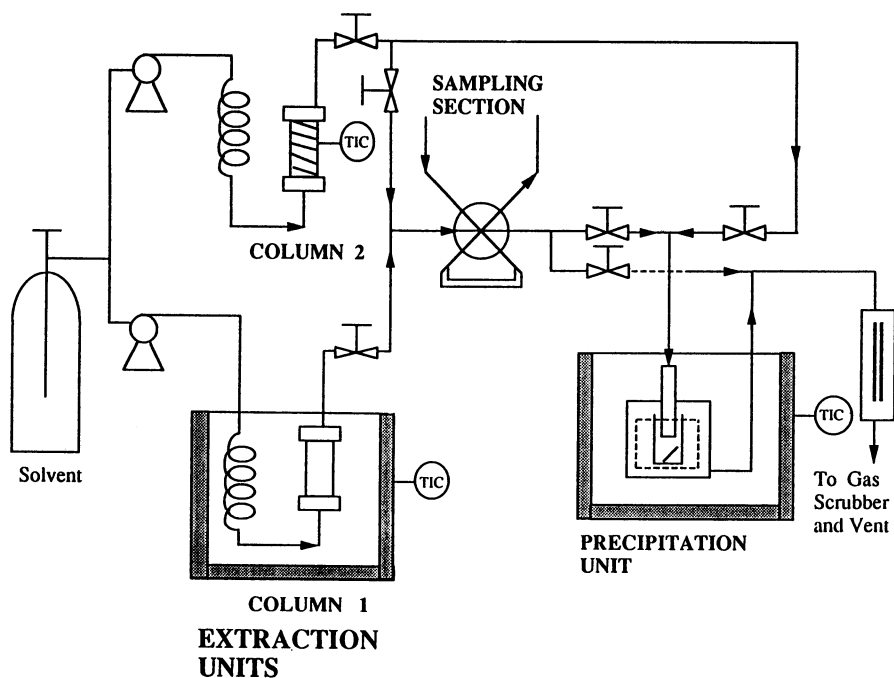 SAMPLING
SECTION
TIC
COLUMN 2
Solvent
TIC
TIC
To Gas
Scrubber
and Vent
PRECIPITATION
UNIT
COLUMN 1
EXTRACTION
UNITS